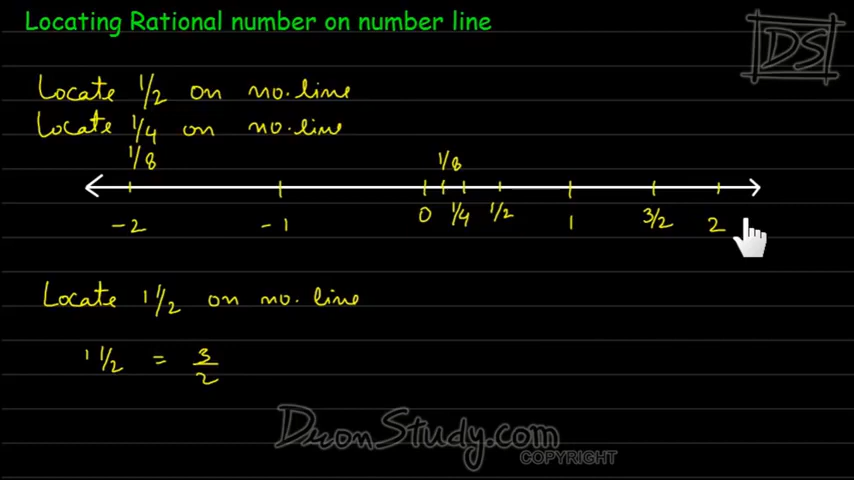 Locating Rational number on number line
DS
Locate 1/2 on no. line
Locate 1/4 on no. line
1/8
1/8
-2 -1 0 1/4 1/2 1 3/2 2
Locate 1 1/2 on no. line
1 1/2 = 3/2
DronStudy.com
COPYRIGHT